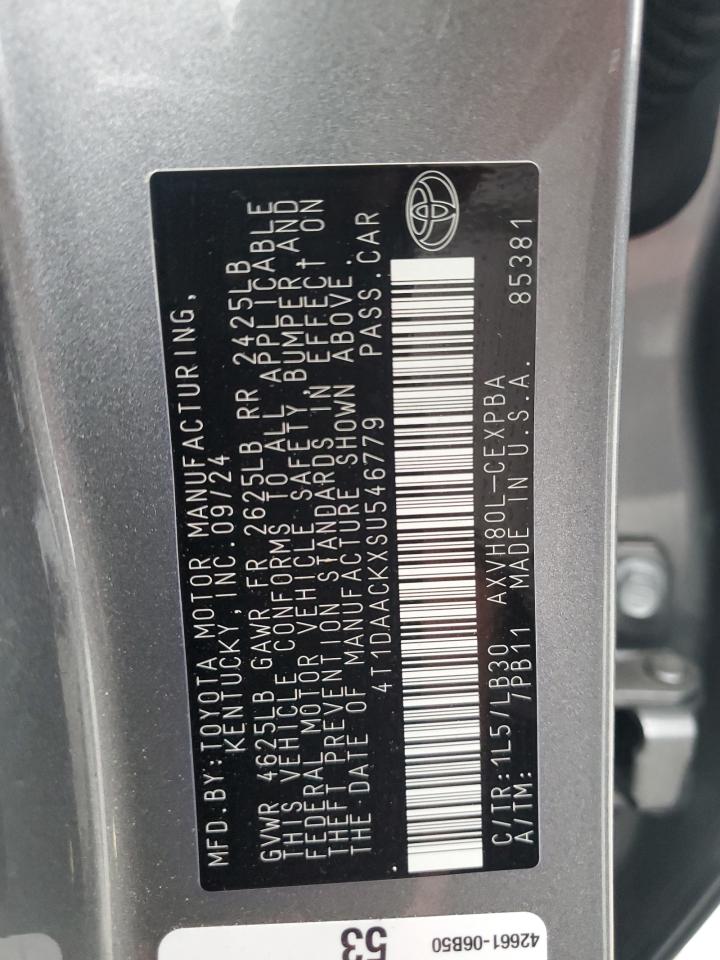 MFD.BY:TOYOTA MOTOR MANUFACTURING,
KENTUCKY,INC.09/24
GVWR 4625LB GAWR FR 2625LB RR 2425LB
THIS VEHICLE CONFORMS TO ALL APPLICABLE
FEDERAL MOTOR VEHICLE SAFETY, BUMPER, AND
THEFT PREVENTION STANDARDS IN EFFECT ON
THE DATE OF MANUFACTURE SHOWN ABOVE.
4T1DAACKXSU546779 PASS.CAR
C/TR:1L5/LB30 AXVH80L-CEXPBA
A/TM: /PB11 MADE IN U.S.A. 85381
53
42661-06B50